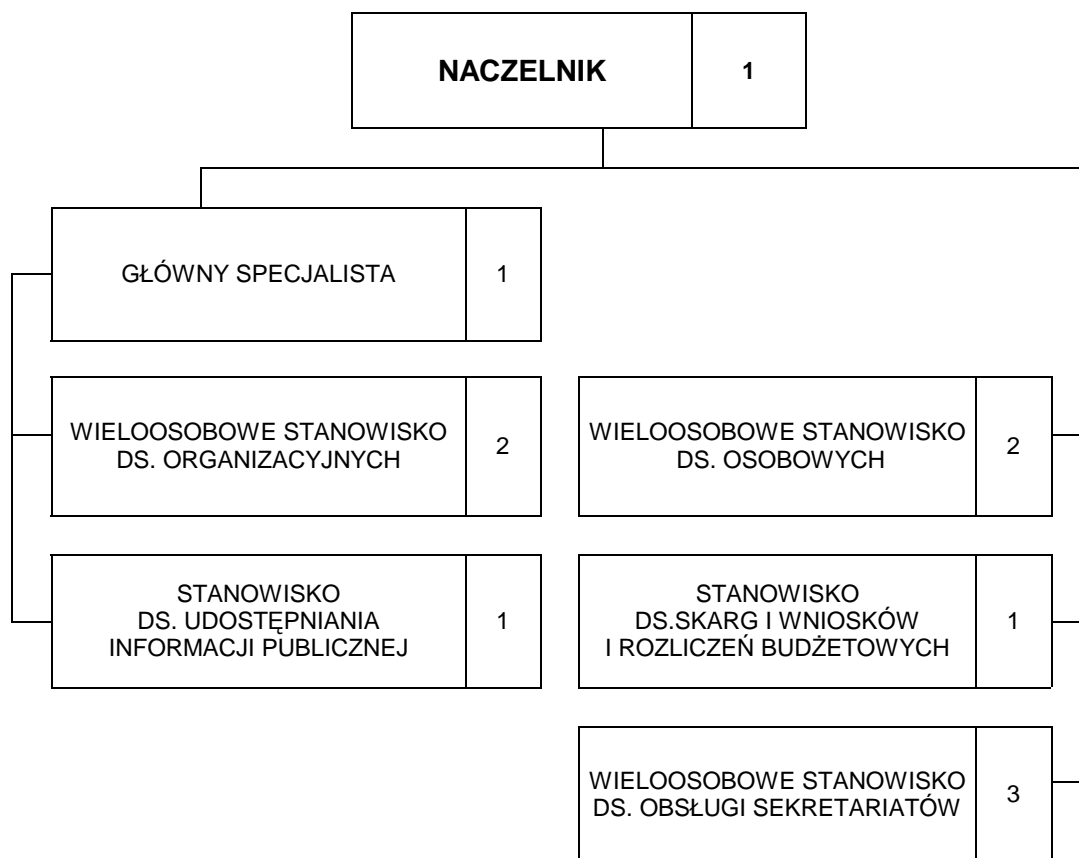 NACZELNIK 1
GŁÓWNY SPECJALISTA 1
WIELOOSOBOWE STANOWISKO
DS. ORGANIZACYJNYCH 2
WIELOOSOBOWE STANOWISKO
DS. OSOBOWYCH 2
STANOWISKO
DS. UDOSTĘPNIANIA
INFORMACJI PUBLICZNEJ 1
STANOWISKO
DS.SKARG I WNIOSKÓW
I ROZLICZEŃ BUDŻETOWYCH 1
WIELOOSOBOWE STANOWISKO
DS. OBSŁUGI SEKRETARIATÓW 3